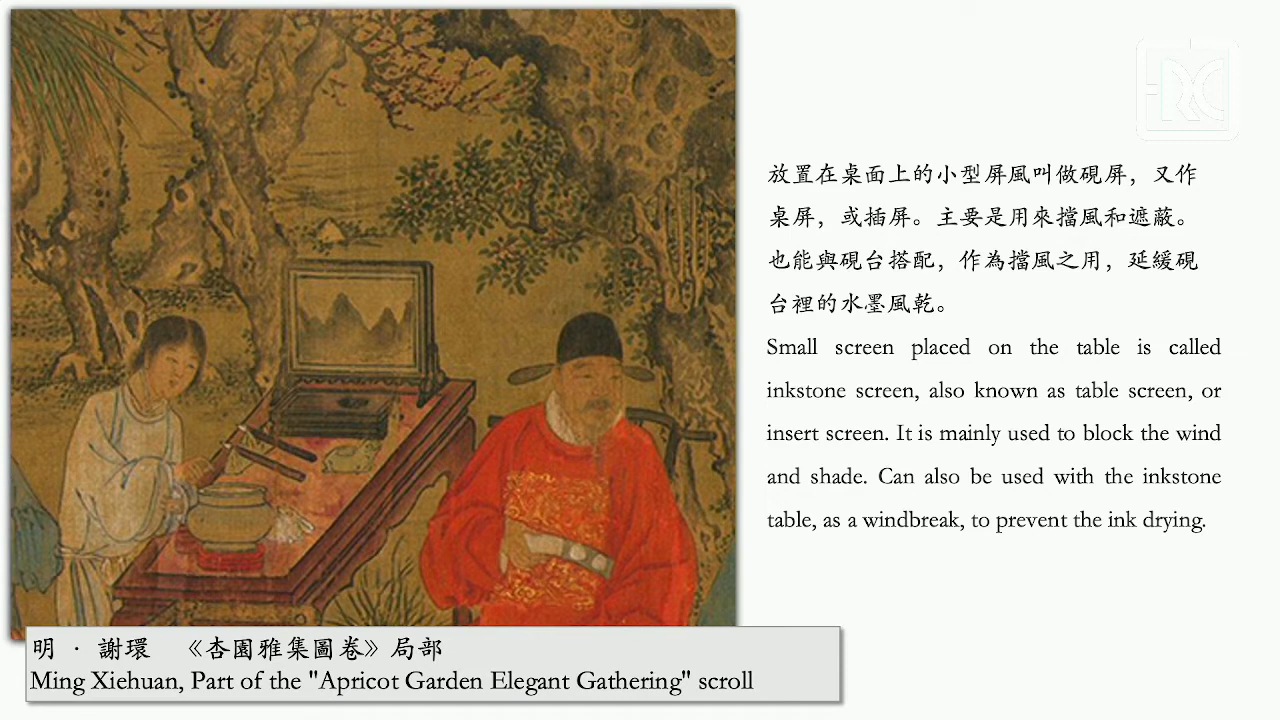 放置在桌面上的小型屏風叫做硯屏，又作
桌屏，或插屏。主要是用來擋風和遮蔽。
也能與硯台搭配，作為擋風之用，延緩硯
台裡的水墨風乾。
Small screen placed on the table is called
inkstone screen, also known as table screen, or
insert screen. It is mainly used to block the wind
and shade. Can also be used with the inkstone
table, as a windbreak, to prevent the ink drying.
明 · 謝環 《杏園雅集圖卷》局部
Ming Xiehuan, Part of the "Apricot Garden Elegant Gathering" scroll